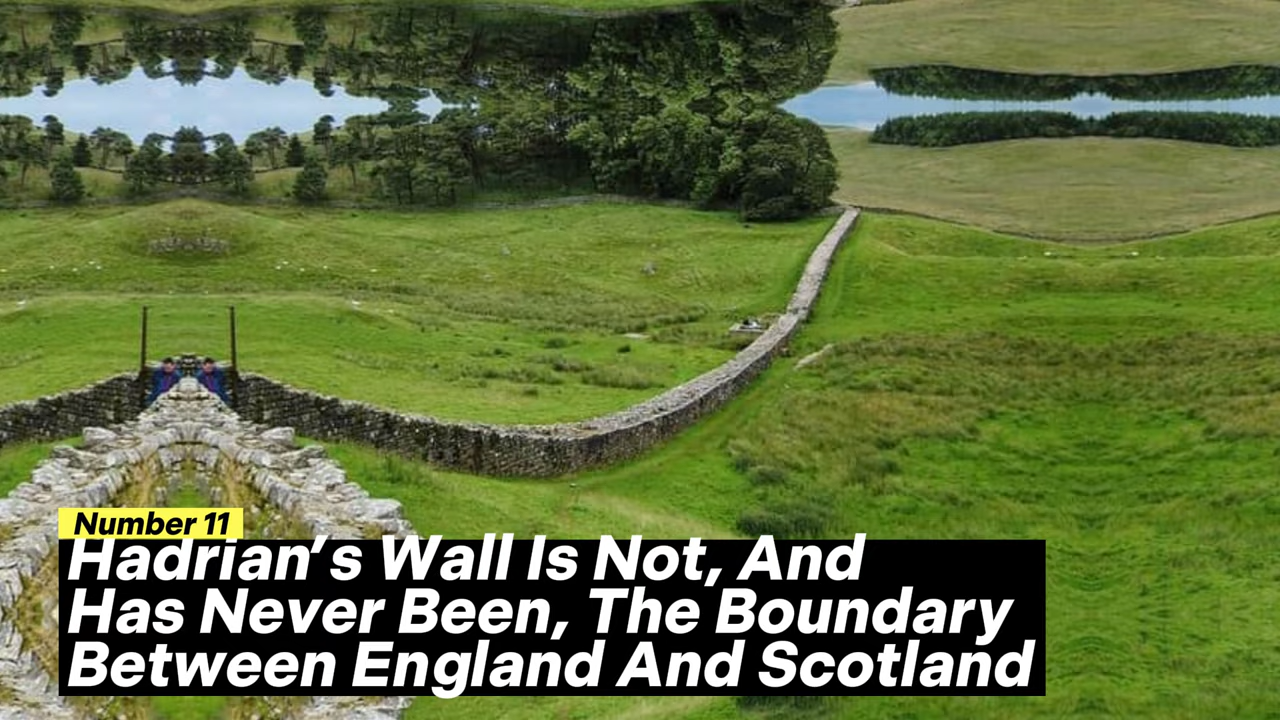 Number 11
Hadrian’s Wall Is Not, And
Has Never Been, The Boundary
Between England And Scotland